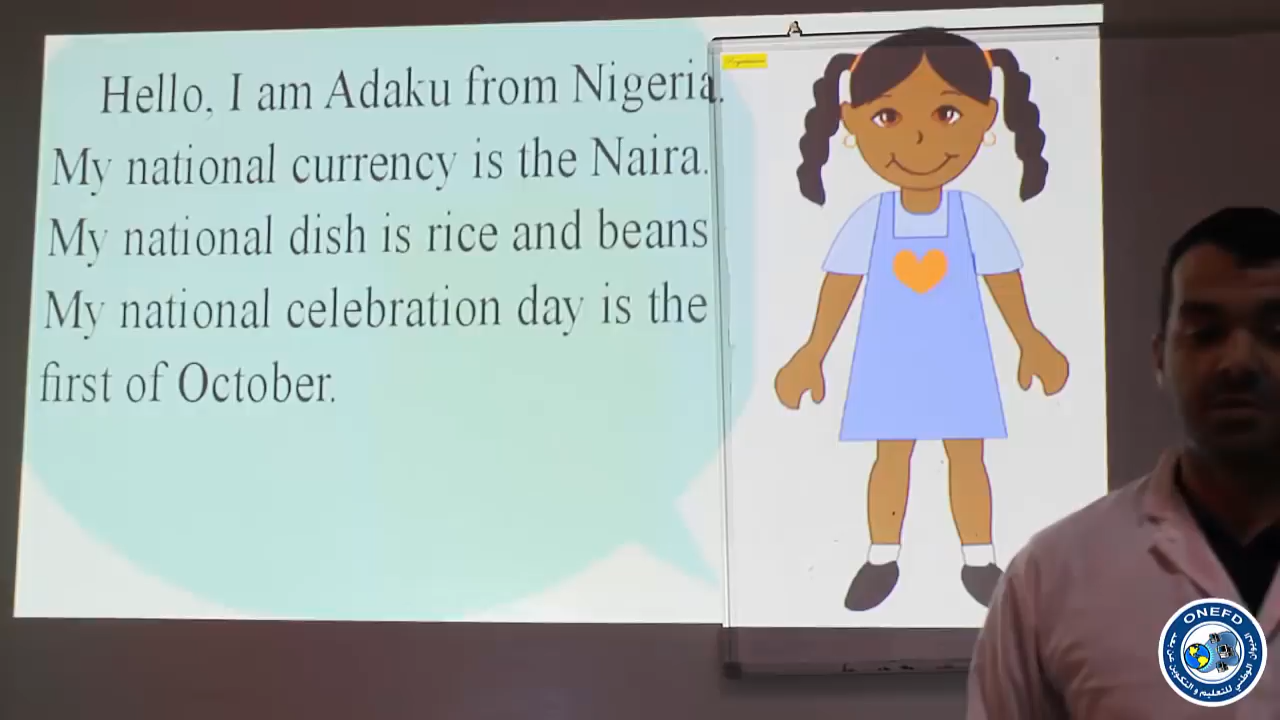 Hello, I am Adaku from Nigeria.
My national currency is the Naira.
My national dish is rice and beans
My national celebration day is the
first of October.
ONEFD